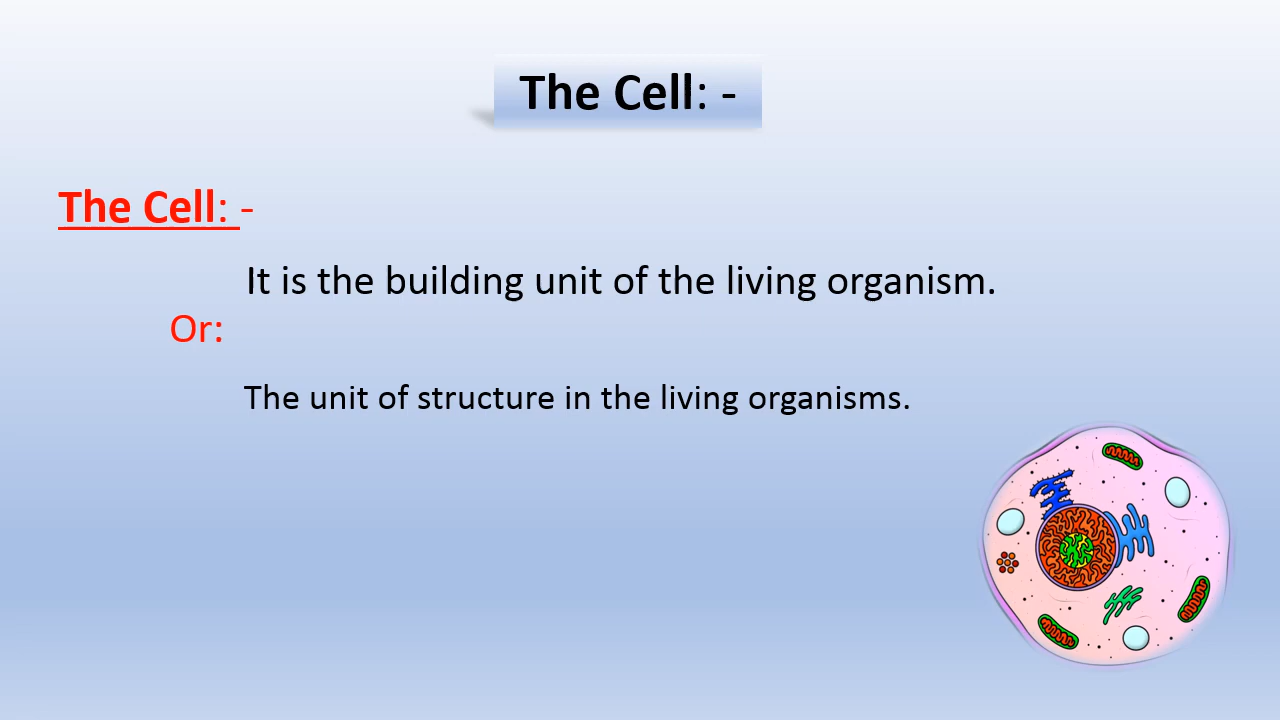 The Cell: -
The Cell: -
It is the building unit of the living organism.
Or:
The unit of structure in the living organisms.